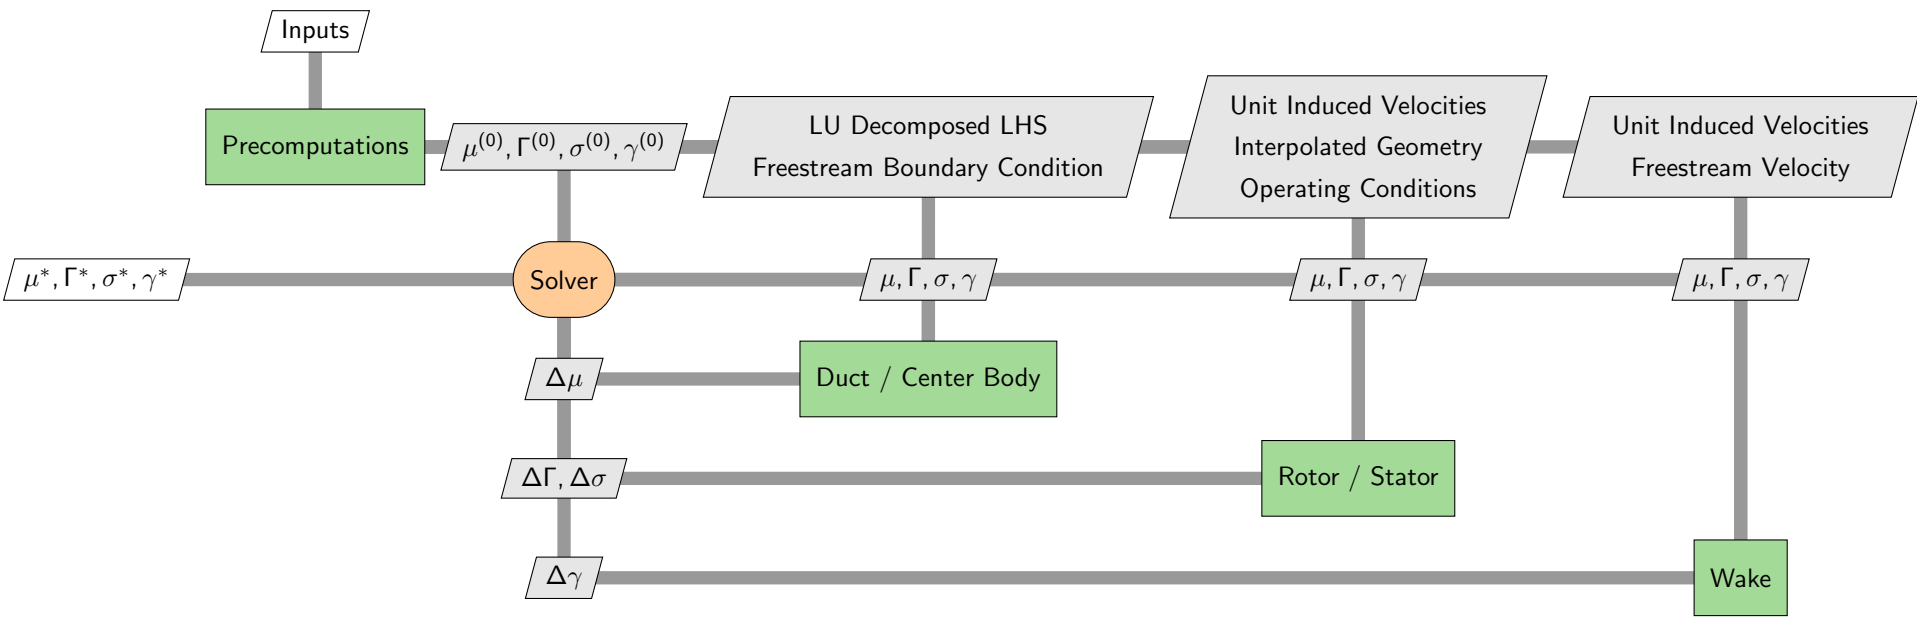 Inputs
Precomputations
μ^(0), Γ^(0), σ^(0), γ^(0)
LU Decomposed LHS
Freestream Boundary Condition
Unit Induced Velocities
Interpolated Geometry
Operating Conditions
Unit Induced Velocities
Freestream Velocity
μ*, Γ*, σ*, γ*
Solver
μ, Γ, σ, γ
μ, Γ, σ, γ
μ, Γ, σ, γ
Δμ
Duct / Center Body
ΔΓ, Δσ
Rotor / Stator
Δγ
Wake